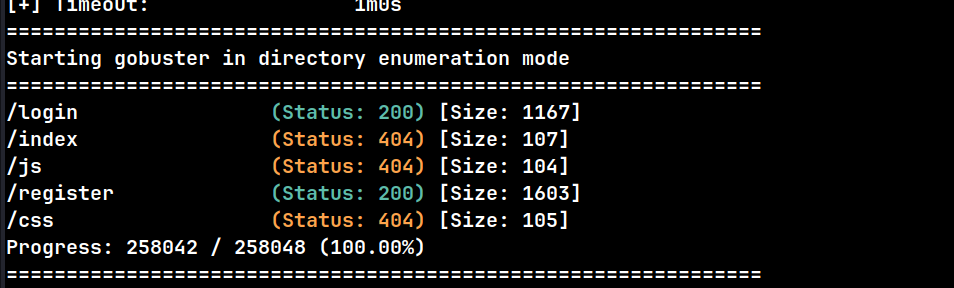 [+] Timeout:                 1m0s
===============================================================
Starting gobuster in directory enumeration mode
===============================================================
/login                (Status: 200) [Size: 1167]
/index                (Status: 404) [Size: 107]
/js                   (Status: 404) [Size: 104]
/register             (Status: 200) [Size: 1603]
/css                  (Status: 404) [Size: 105]
Progress: 258042 / 258048 (100.00%)
===============================================================